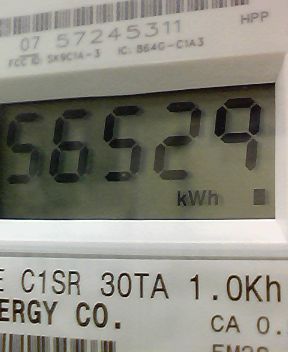 HPP
07 57245311
FCC ID: SK9C1A-3 IC: 864G-C1A3
56529
kWh
E C1SR 30TA 1.0Kh
ERGY CO.
CA 0.
EM2S